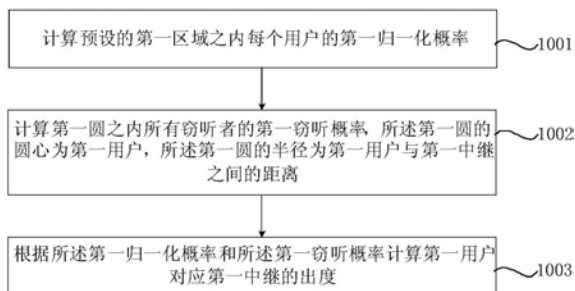 计算预设的第一区域之内每个用户的第一归一化概率
1001
计算第一圆之内所有窃听者的第一窃听概率，所述第一圆的
圆心为第一用户，所述第一圆的半径为第一用户与第一中继
之间的距离
1002
根据所述第一归一化概率和所述第一窃听概率计算第一用户
对应第一中继的出度
1003